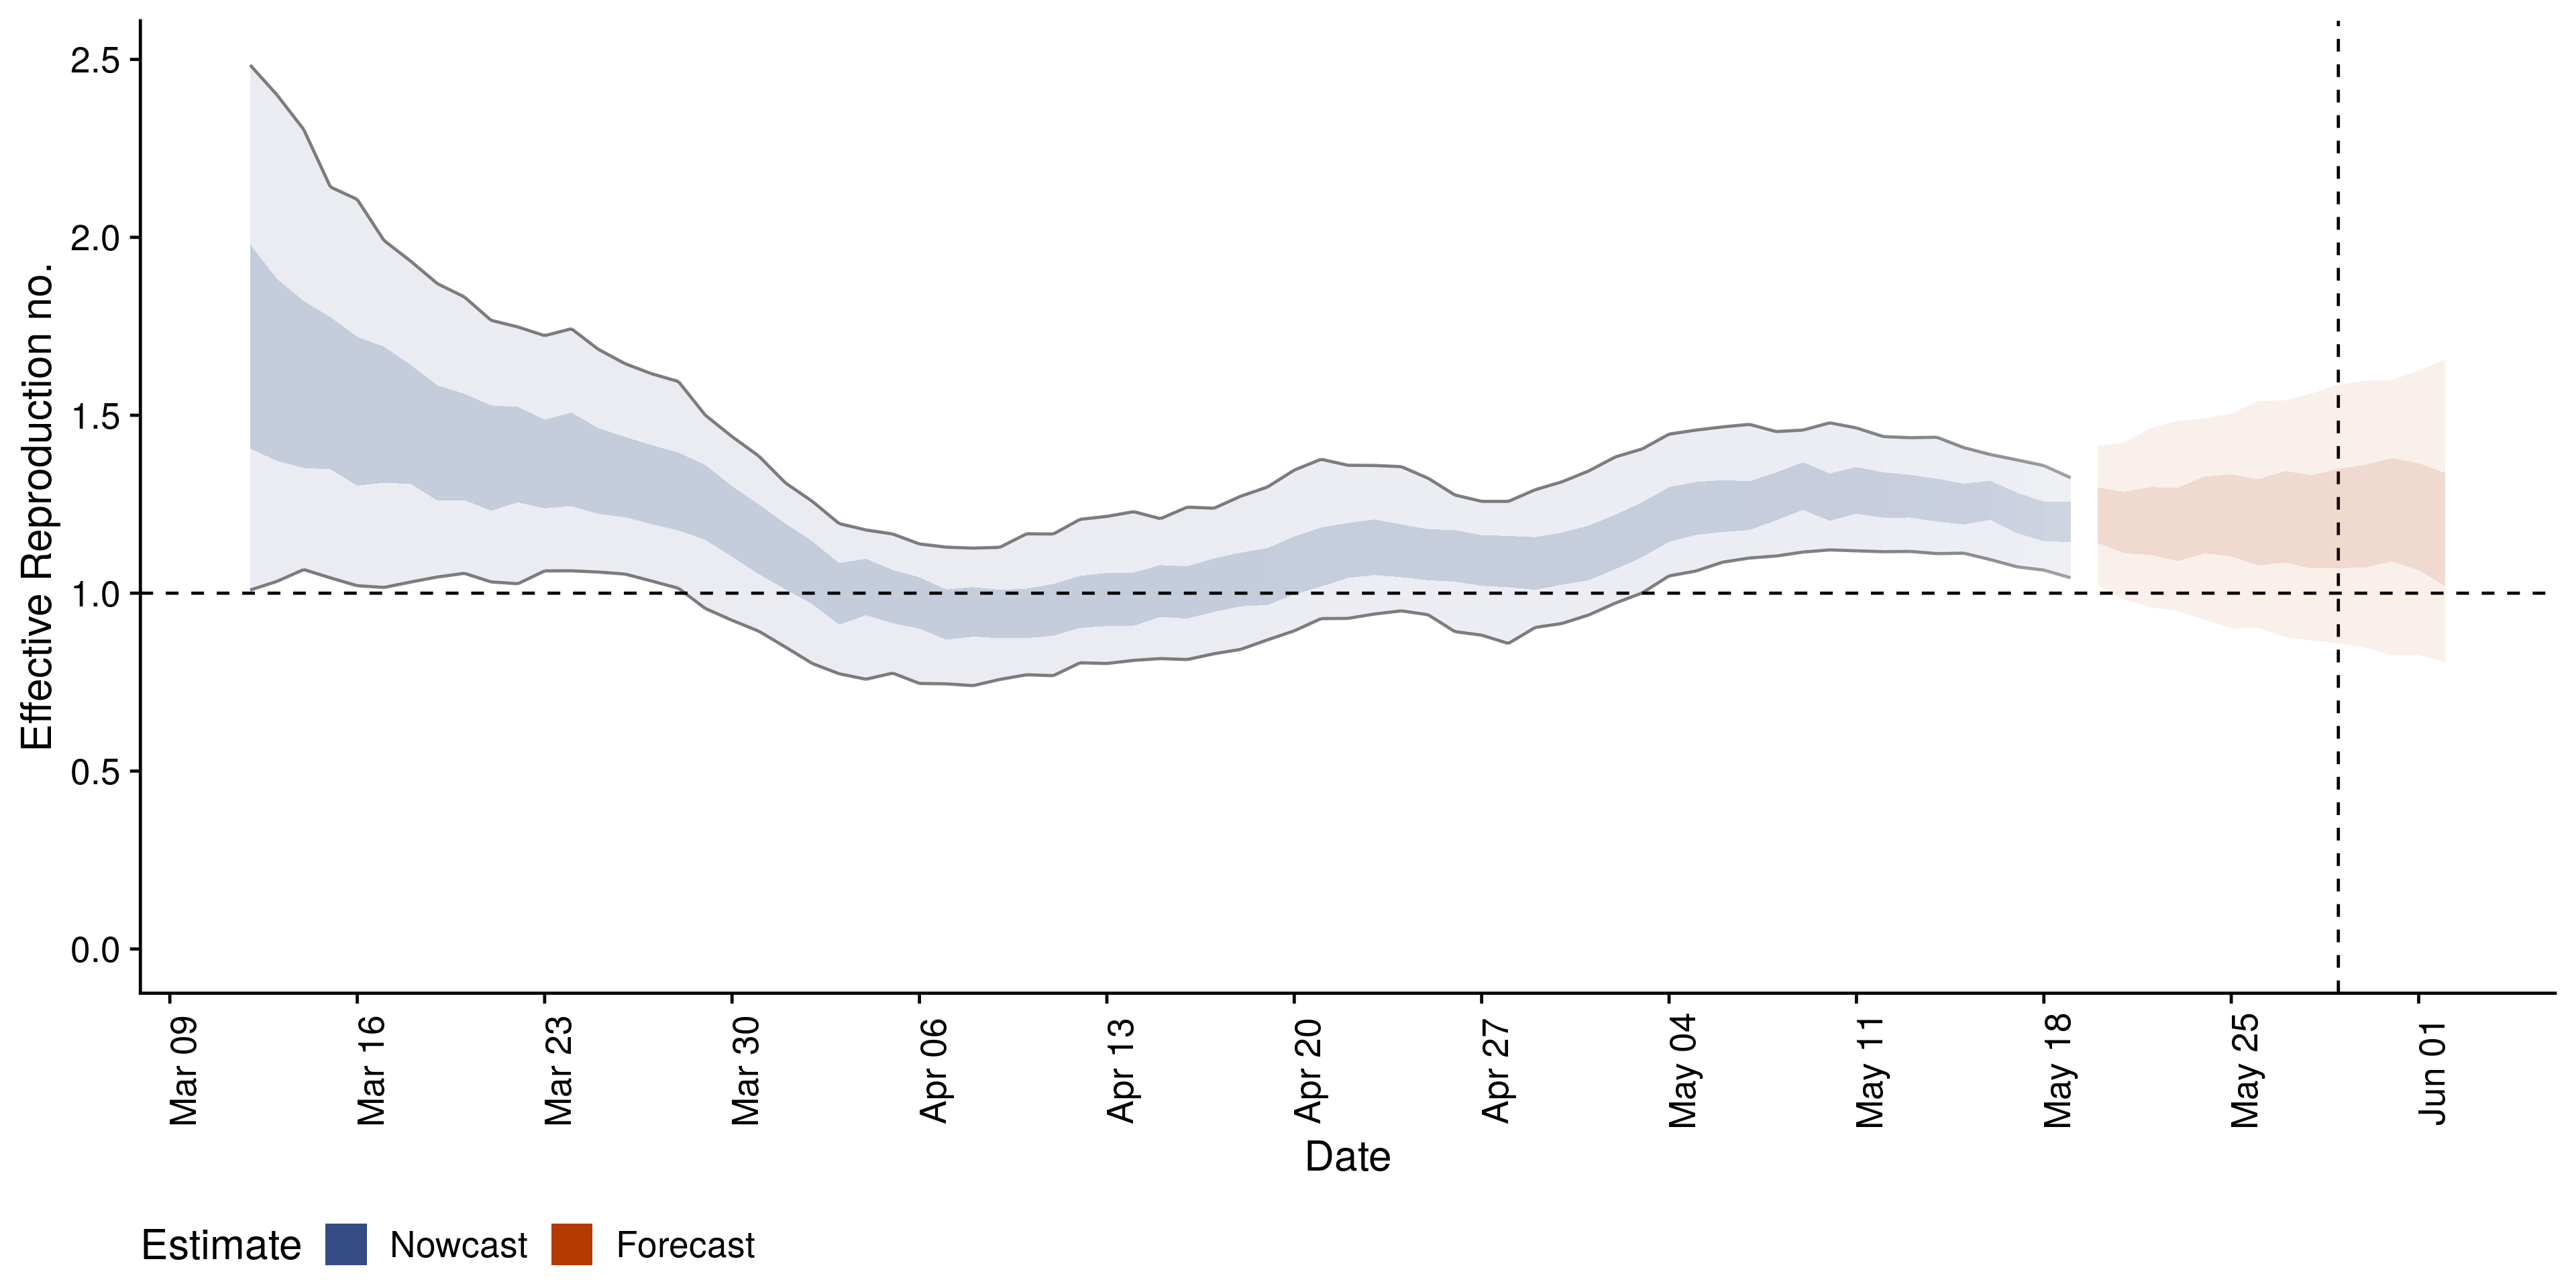 Effective Reproduction no.
2.5
2.0
1.5
1.0
0.5
0.0
Mar 09
Mar 16
Mar 23
Mar 30
Apr 06
Apr 13
Apr 20
Apr 27
May 04
May 11
May 18
May 25
Jun 01
Date
Estimate Nowcast Forecast